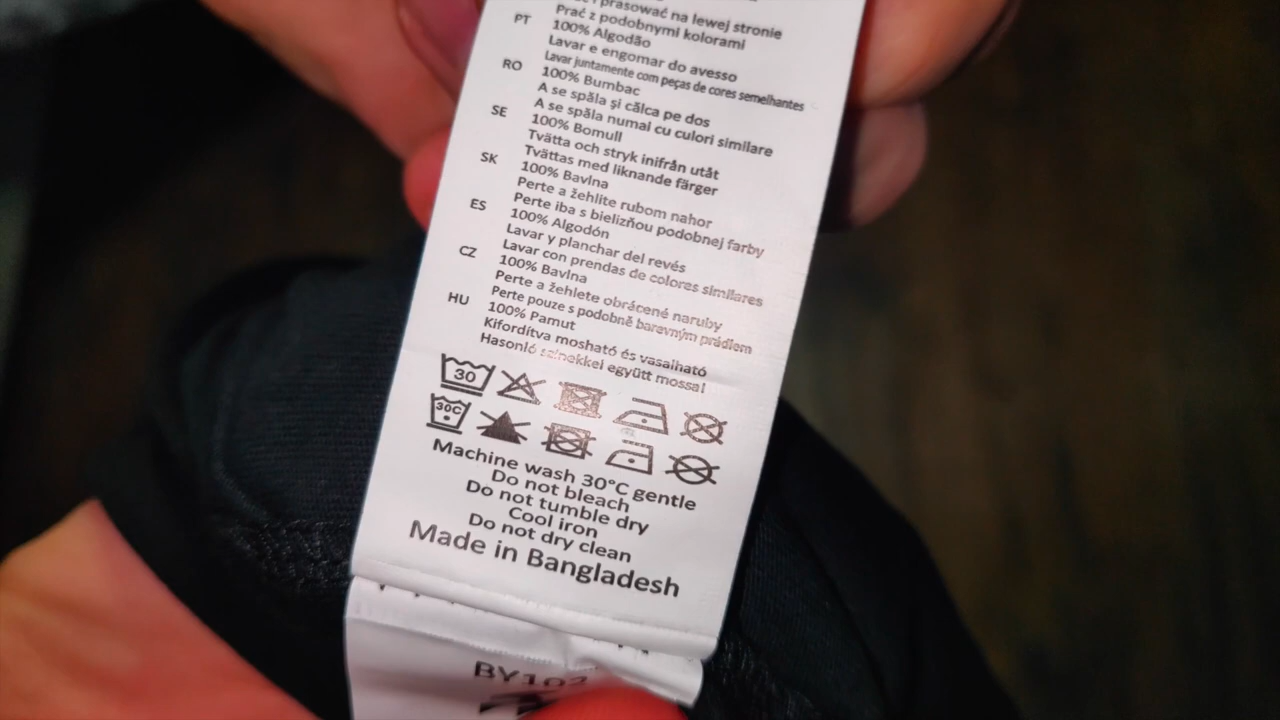 prasować na lewej stronie
Prać z podobnymi kolorami
PT 100% Algodão
Lavar e engomar do avesso
Lavar juntamente com peças de cores semelhantes
RO 100% Bumbac
A se spăla și călca pe dos
A se spăla numai cu culori similare
SE 100% Bomull
Tvätta och stryk inifrån utåt
Tvättas med liknande färger
SK 100% Bavlna
Perte a žehlite rubom nahor
Perte iba s bielizňou podobnej farby
ES 100% Algodón
Lavar y planchar del revés
Lavar con prendas de colores similares
CZ 100% Bavlna
Perte a žehlete obráceně naruby
Perte pouze s podobně barevným prádlem
HU 100% Pamut
Kifordítva mosható és vasalható
Hasonló színekkel együtt mossal
30
30C
Machine wash 30°C gentle
Do not bleach
Do not tumble dry
Cool iron
Do not dry clean
Made in Bangladesh
BY102